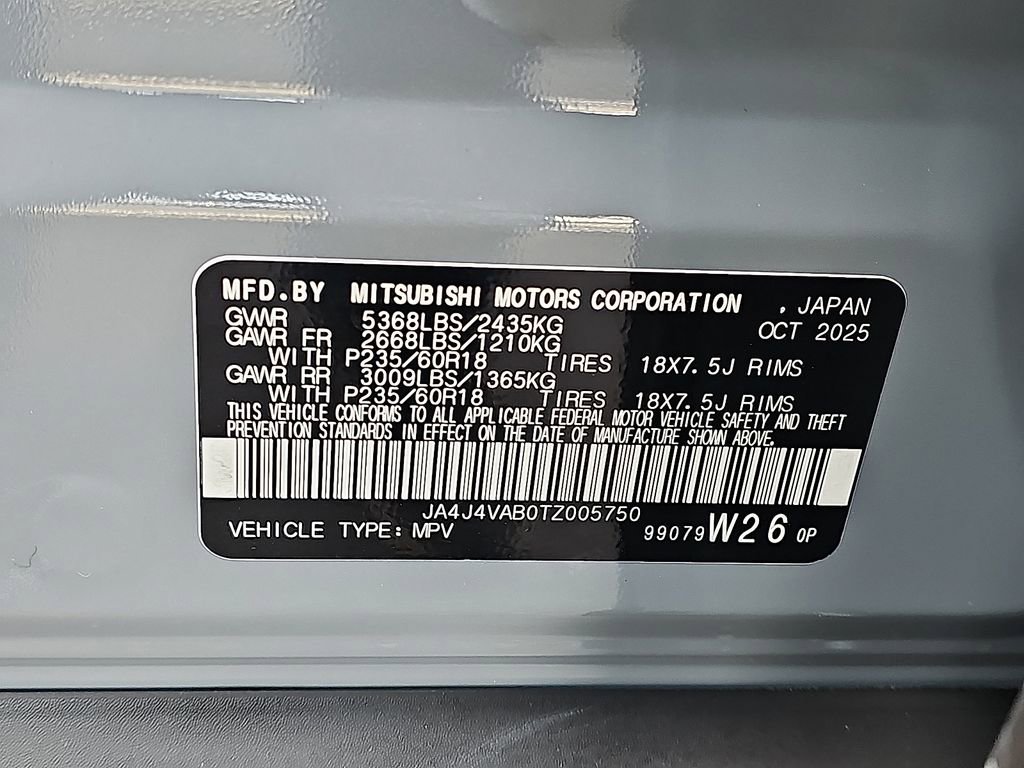 MFD.BY MITSUBISHI MOTORS CORPORATION , JAPAN
GVWR 5368LBS/2435KG OCT 2025
GAWR FR 2668LBS/1210KG
WITH P235/60R18 TIRES 18X7.5J RIMS
GAWR RR 3009LBS/1365KG
WITH P235/60R18 TIRES 18X7.5J RIMS
THIS VEHICLE CONFORMS TO ALL APPLICABLE FEDERAL MOTOR VEHICLE SAFETY AND THEFT
PREVENTION STANDARDS IN EFFECT ON THE DATE OF MANUFACTURE SHOWN ABOVE.
JA4J4VAB0TZ005750
VEHICLE TYPE: MPV 99079 W26 0P